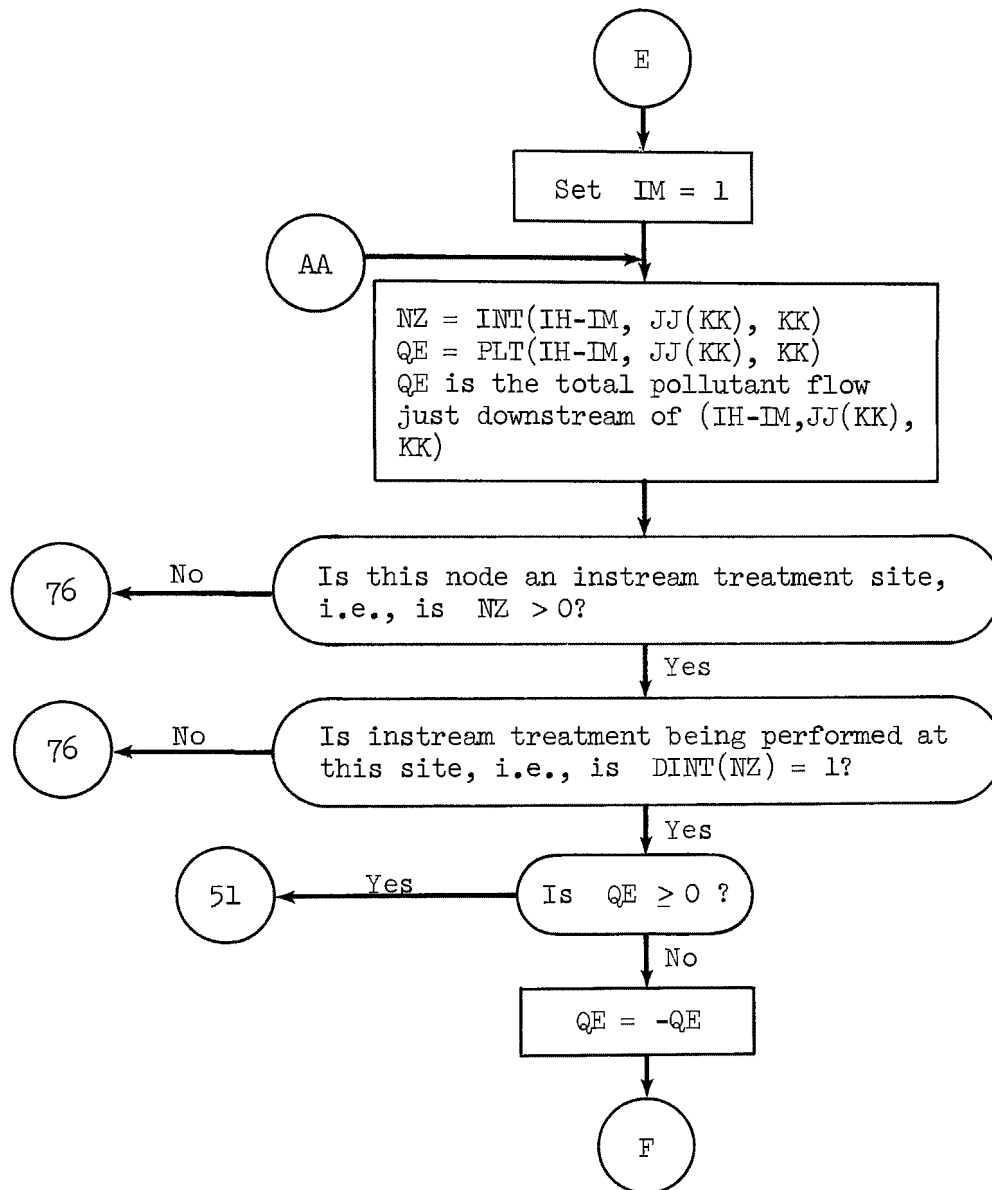 E
Set IM = 1
AA
NZ = INT(IH-IM, JJ(KK), KK)
QE = PLT(IH-IM, JJ(KK), KK)
QE is the total pollutant flow
just downstream of (IH-IM,JJ(KK),
KK)
76
No
Is this node an instream treatment site,
i.e., is NZ > 0?
Yes
76
No
Is instream treatment being performed at
this site, i.e., is DINT(NZ) = 1?
Yes
51
Yes
Is QE ≥ 0 ?
No
QE = -QE
F